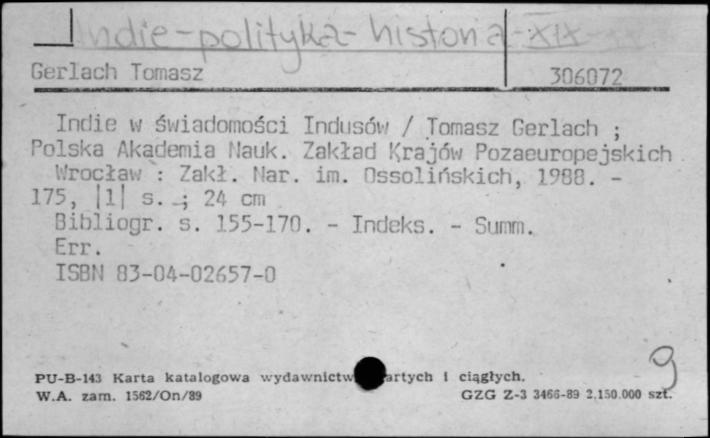 Indie - polityka - historia - XIX
Gerlach Tomasz 306072
Indie w świadomości Indusów / Tomasz Gerlach ;
Polska Akademia Nauk. Zakład Krajów Pozaeuropejskich.
Wrocław : Zakł. Nar. im. Ossolińskich, 1988. -
175, |1| s. ; 24 cm
Bibliogr. s. 155-170. - Indeks. - Summ.
Err.
ISBN 83-04-02657-0
9
PU-B-143 Karta katalogowa wydawnictw artych i ciągłych.
W.A. zam. 1562/On/89 GZG Z-3 3466-89 2.150.000 szt.